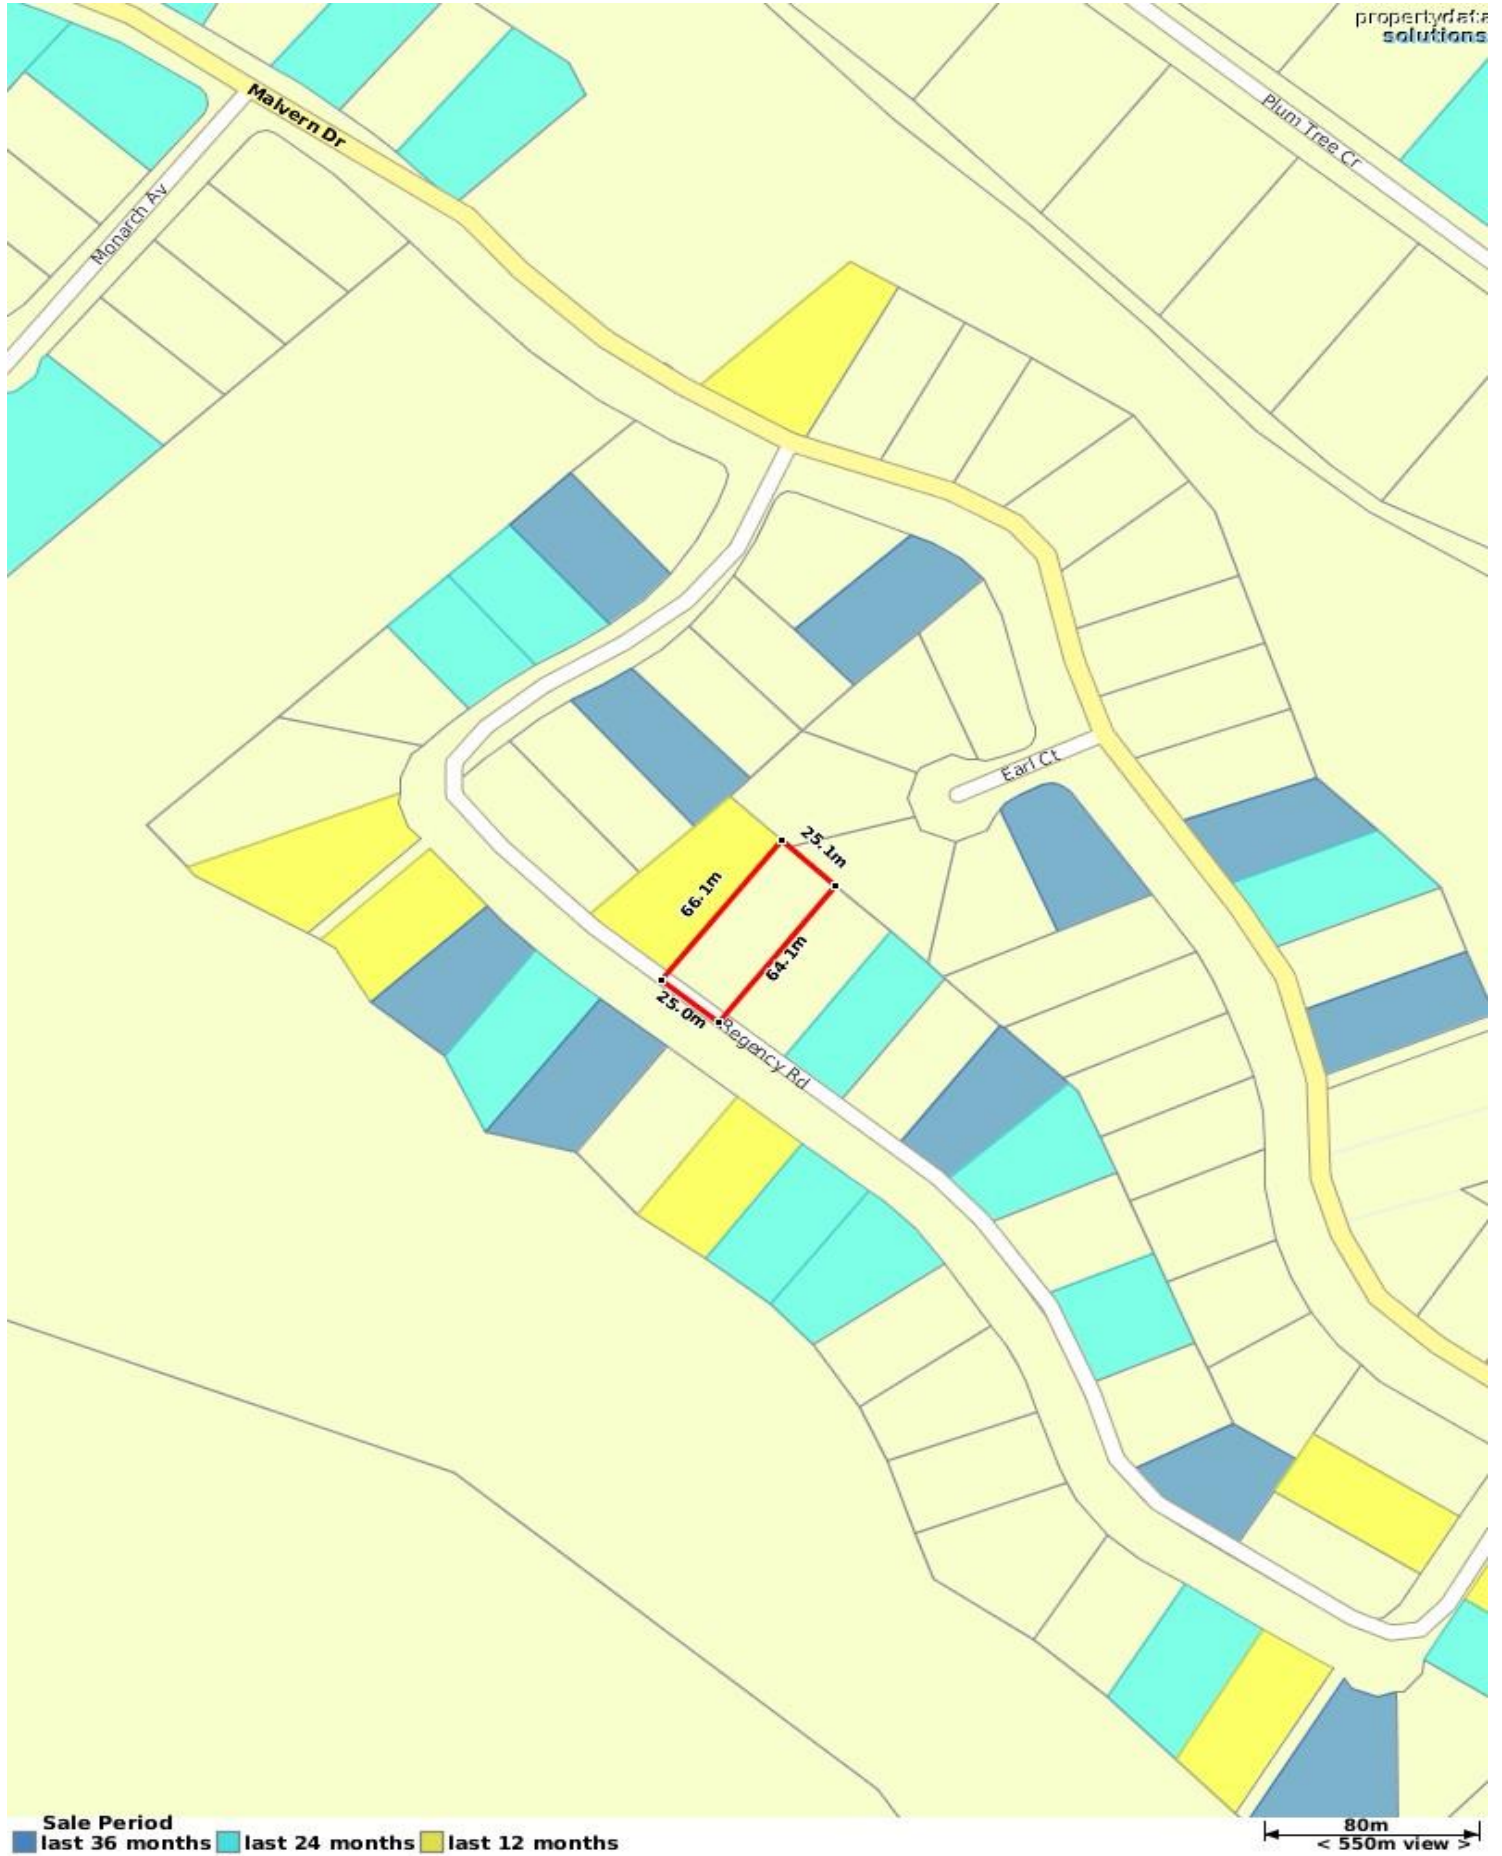 propertydata
solutions
Plum Tree Cr
Malvern Dr
Monarch Av
Earl Ct
25.1m
66.1m
64.1m
25.0m
Regency Rd
Sale Period
last 36 months last 24 months last 12 months
80m
< 550m view >